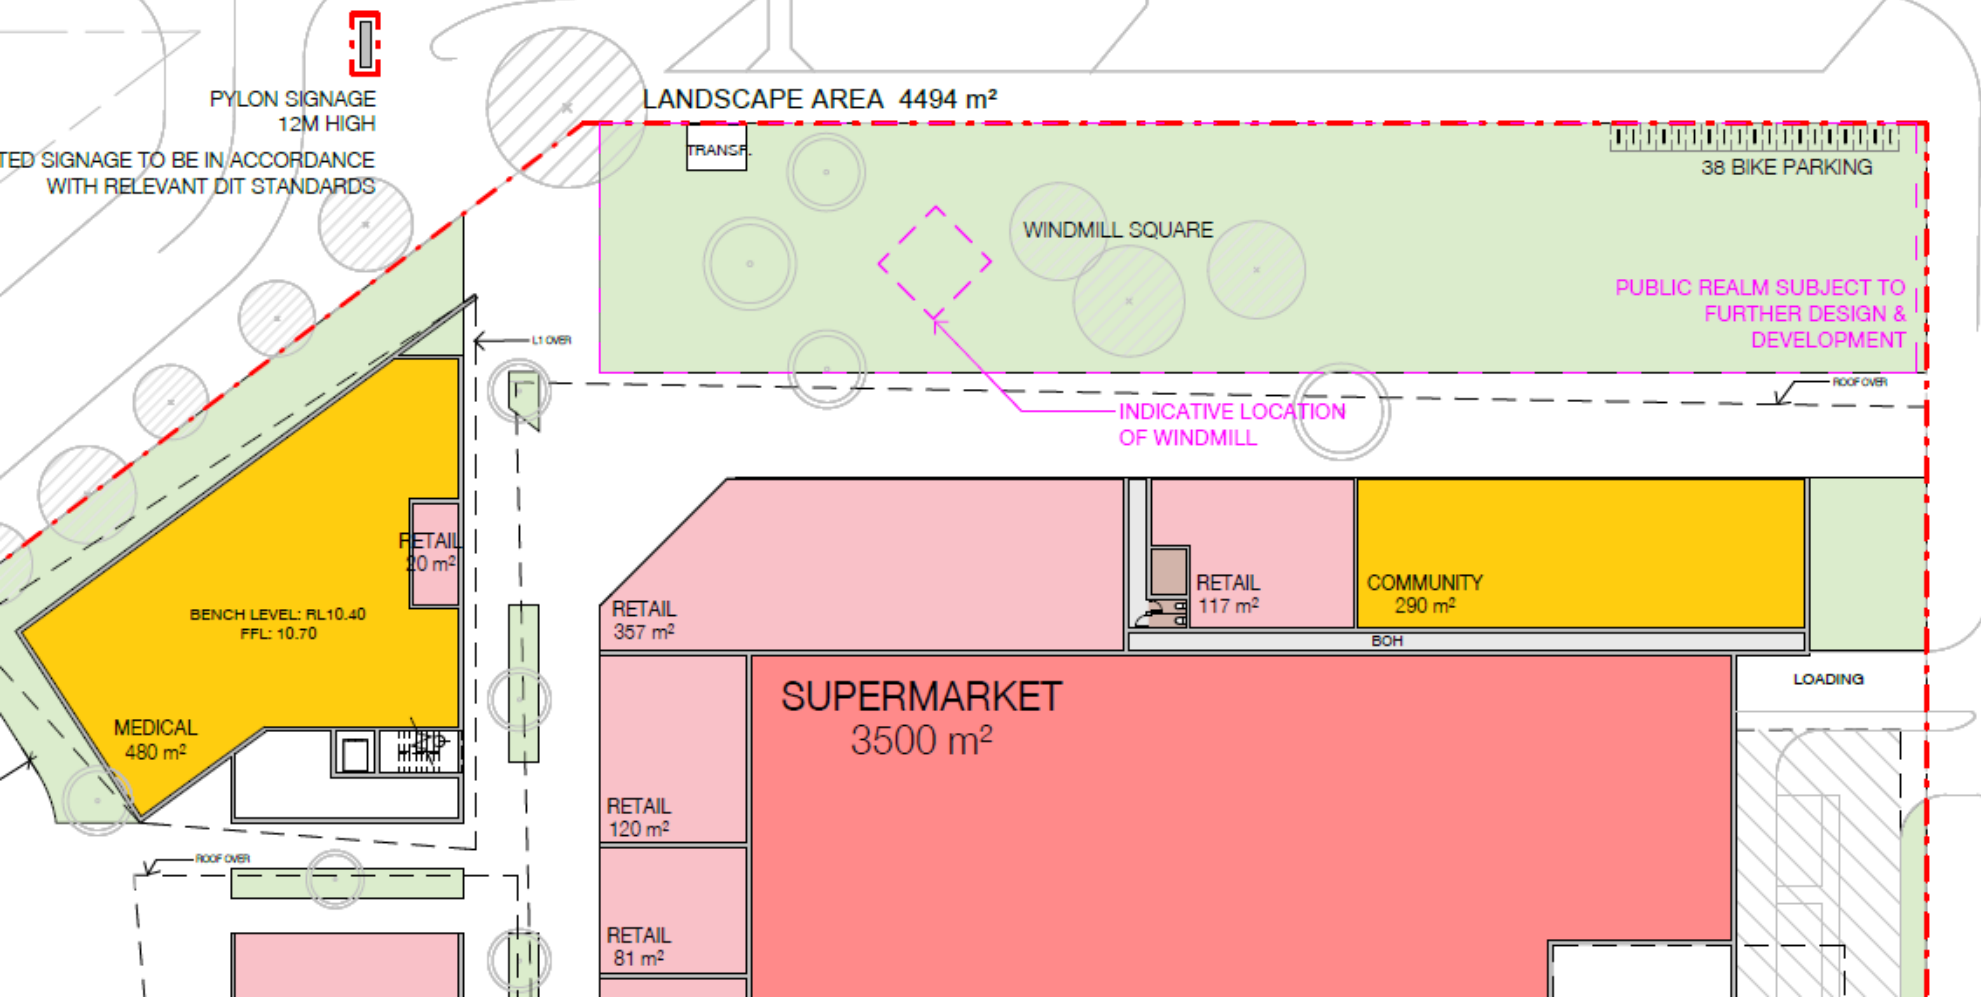 PYLON SIGNAGE
12M HIGH
TED SIGNAGE TO BE IN ACCORDANCE
WITH RELEVANT DIT STANDARDS
LANDSCAPE AREA 4494 m²
TRANSF.
38 BIKE PARKING
WINDMILL SQUARE
PUBLIC REALM SUBJECT TO
FURTHER DESIGN &
DEVELOPMENT
L1 OVER
ROOF OVER
INDICATIVE LOCATION
OF WINDMILL
RETAIL
20 m²
BENCH LEVEL: RL10.40
FFL: 10.70
MEDICAL
480 m²
RETAIL
357 m²
RETAIL
117 m²
COMMUNITY
290 m²
BOH
LOADING
SUPERMARKET
3500 m²
RETAIL
120 m²
ROOF OVER
RETAIL
81 m²